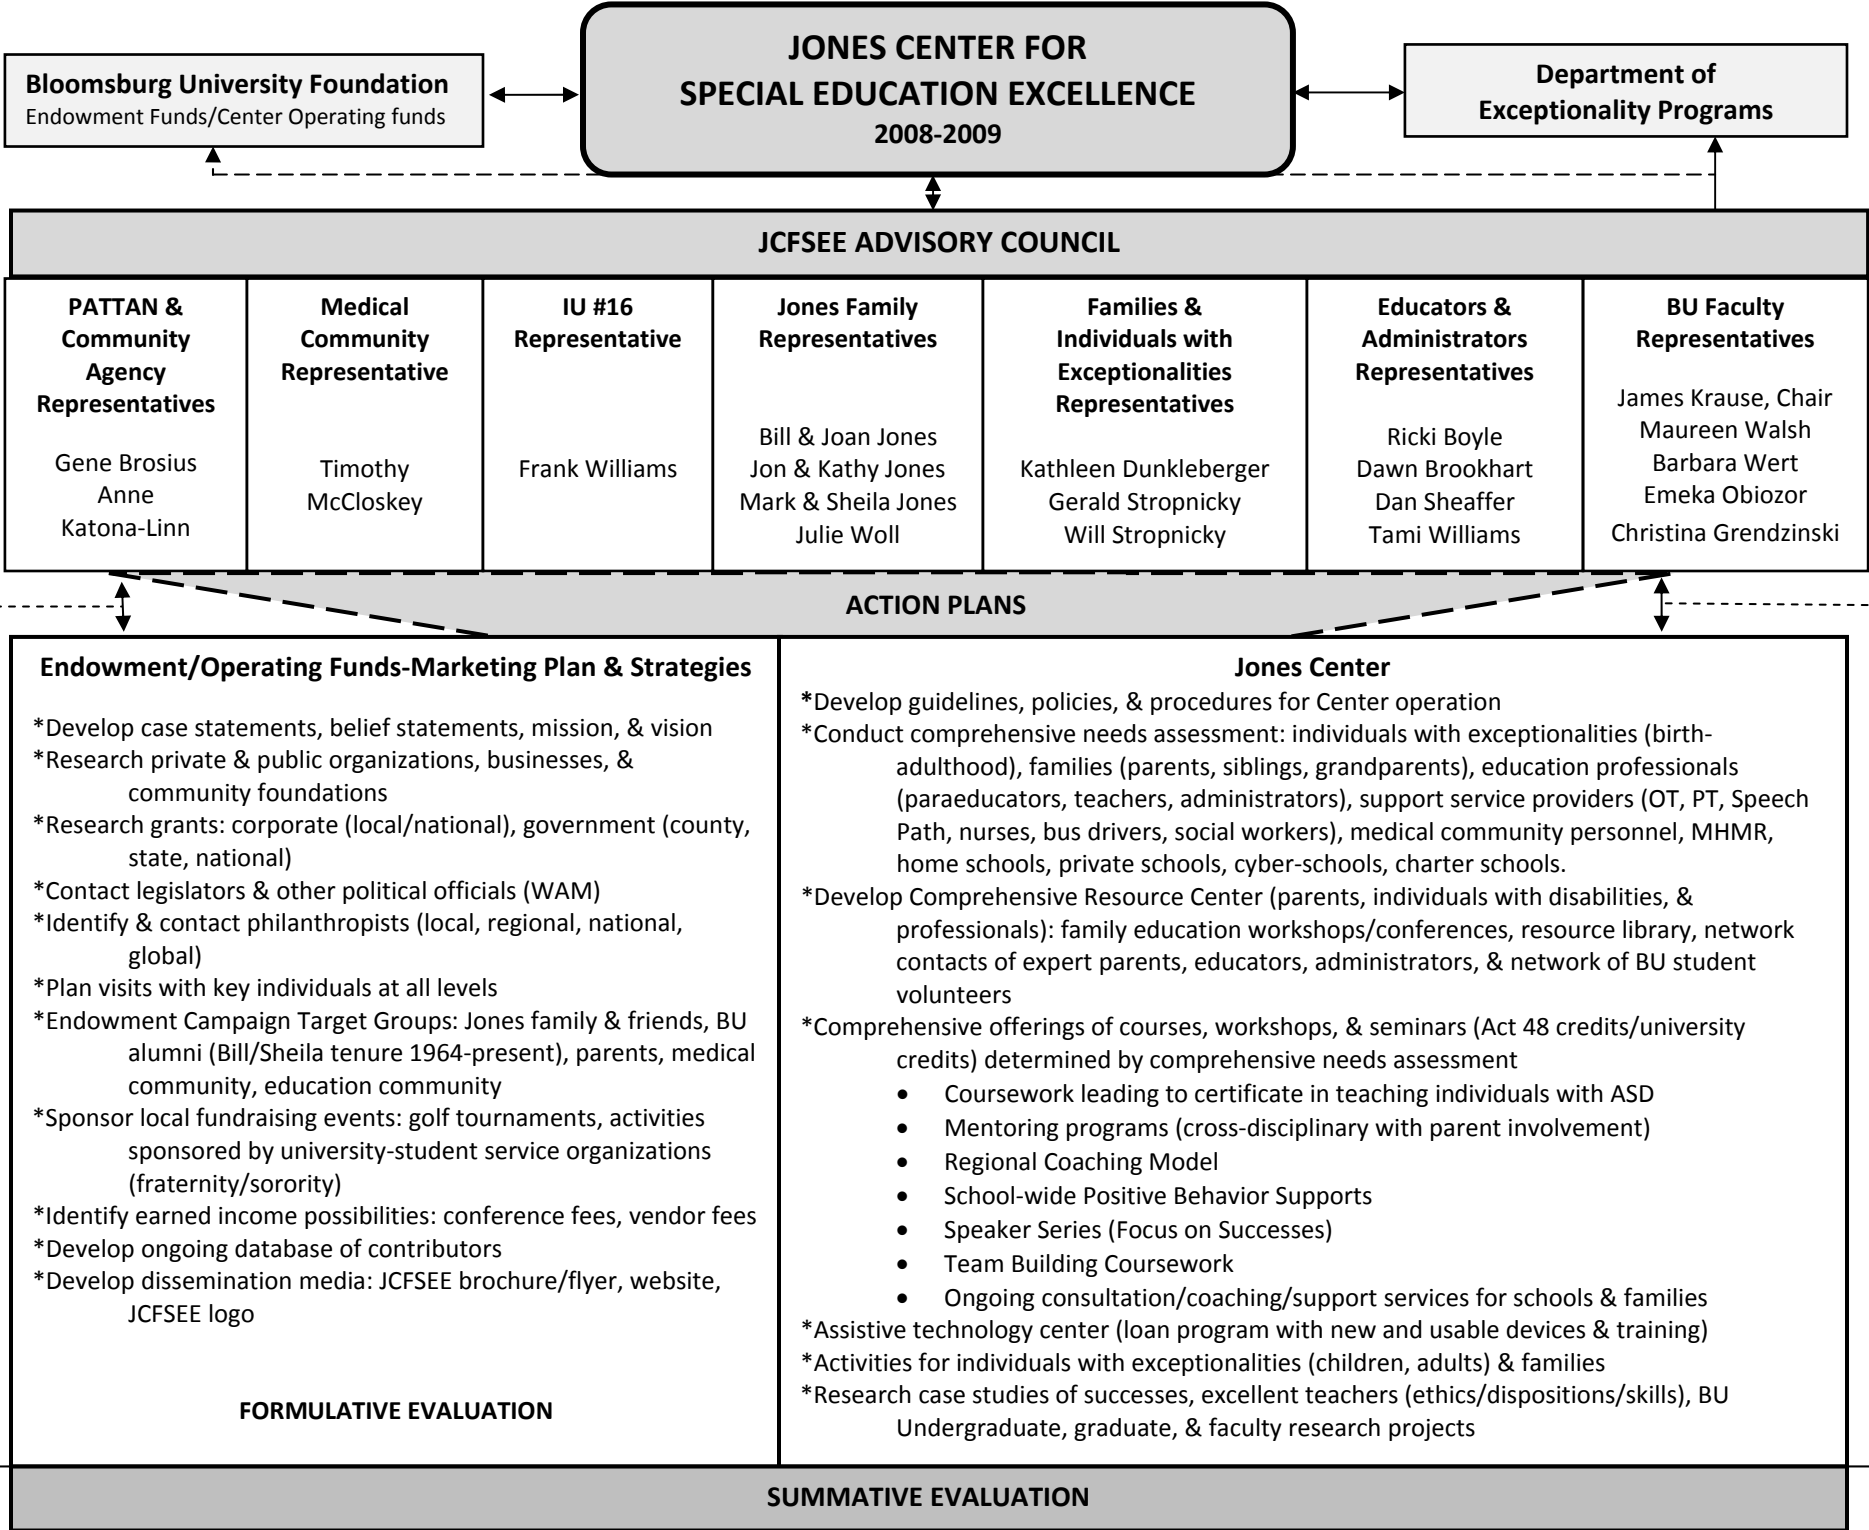 JONES CENTER FOR
SPECIAL EDUCATION EXCELLENCE
2008-2009
Bloomsburg University Foundation
Endowment Funds/Center Operating funds
Department of
Exceptionality Programs
JCFSEE ADVISORY COUNCIL
PATTAN &
Community
Agency
Representatives
Gene Brosius
Anne
Katona-Linn
Medical
Community
Representative
Timothy
McCloskey
IU #16
Representative
Frank Williams
Jones Family
Representatives
Bill & Joan Jones
Jon & Kathy Jones
Mark & Sheila Jones
Julie Woll
Families &
Individuals with
Exceptionalities
Representatives
Kathleen Dunkleberger
Gerald Stropnicky
Will Stropnicky
Educators &
Administrators
Representatives
Ricki Boyle
Dawn Brookhart
Dan Sheaffer
Tami Williams
BU Faculty
Representatives
James Krause, Chair
Maureen Walsh
Barbara Wert
Emeka Obiozor
Christina Grendzinski
ACTION PLANS
Endowment/Operating Funds-Marketing Plan & Strategies
*Develop case statements, belief statements, mission, & vision
*Research private & public organizations, businesses, &
community foundations
*Research grants: corporate (local/national), government (county,
state, national)
*Contact legislators & other political officials (WAM)
*Identify & contact philanthropists (local, regional, national,
global)
*Plan visits with key individuals at all levels
*Endowment Campaign Target Groups: Jones family & friends, BU
alumni (Bill/Sheila tenure 1964-present), parents, medical
community, education community
*Sponsor local fundraising events: golf tournaments, activities
sponsored by university-student service organizations
(fraternity/sorority)
*Identify earned income possibilities: conference fees, vendor fees
*Develop ongoing database of contributors
*Develop dissemination media: JCFSEE brochure/flyer, website,
JCFSEE logo
FORMULATIVE EVALUATION
Jones Center
*Develop guidelines, policies, & procedures for Center operation
*Conduct comprehensive needs assessment: individuals with exceptionalities (birth-
adulthood), families (parents, siblings, grandparents), education professionals
(paraeducators, teachers, administrators), support service providers (OT, PT, Speech
Path, nurses, bus drivers, social workers), medical community personnel, MHMR,
home schools, private schools, cyber-schools, charter schools.
*Develop Comprehensive Resource Center (parents, individuals with disabilities, &
professionals): family education workshops/conferences, resource library, network
contacts of expert parents, educators, administrators, & network of BU student
volunteers
*Comprehensive offerings of courses, workshops, & seminars (Act 48 credits/university
credits) determined by comprehensive needs assessment
• Coursework leading to certificate in teaching individuals with ASD
• Mentoring programs (cross-disciplinary with parent involvement)
• Regional Coaching Model
• School-wide Positive Behavior Supports
• Speaker Series (Focus on Successes)
• Team Building Coursework
• Ongoing consultation/coaching/support services for schools & families
*Assistive technology center (loan program with new and usable devices & training)
*Activities for individuals with exceptionalities (children, adults) & families
*Research case studies of successes, excellent teachers (ethics/dispositions/skills), BU
Undergraduate, graduate, & faculty research projects
SUMMATIVE EVALUATION